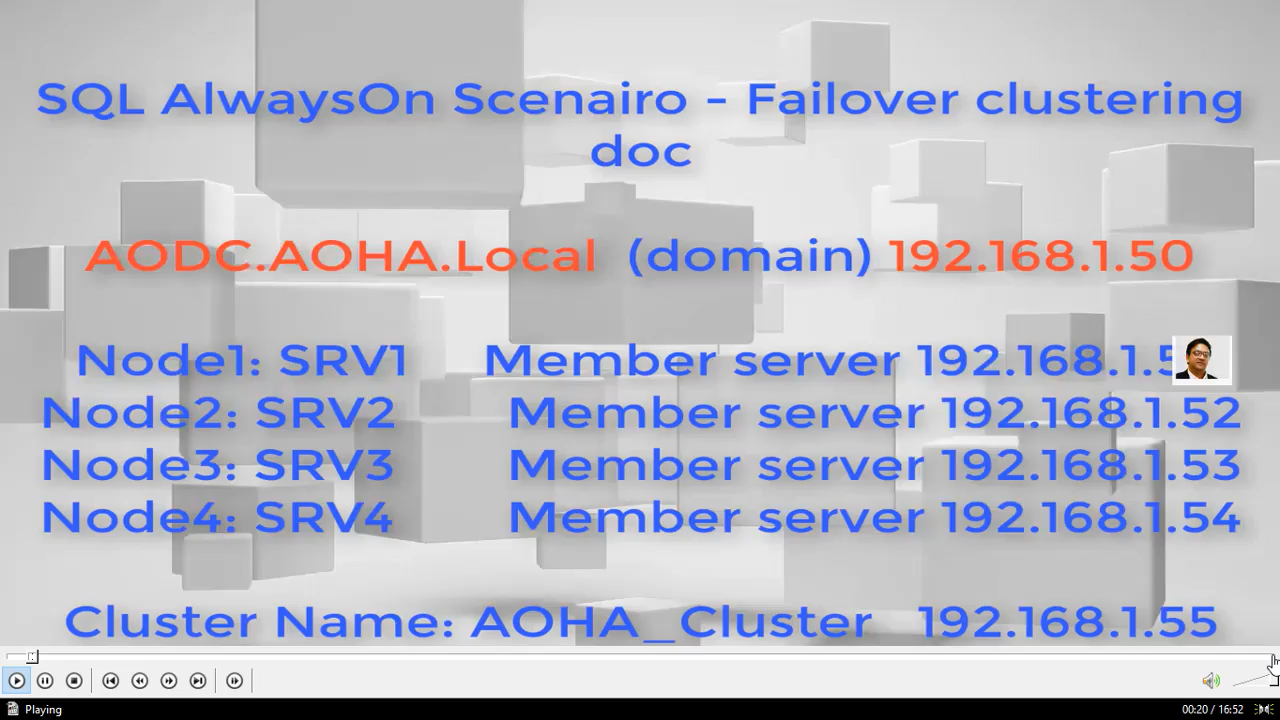 SQL AlwaysOn Scenairo - Failover clustering
doc
AODC.AOHA.Local (domain) 192.168.1.50
Node1: SRV1 Member server
Node2: SRV2 Member server 192.168.1.52
Node3: SRV3 Member server 192.168.1.53
Node4: SRV4 Member server 192.168.1.54
Cluster Name: AOHA_Cluster 192.168.1.55
Playing 00:20 / 16:52